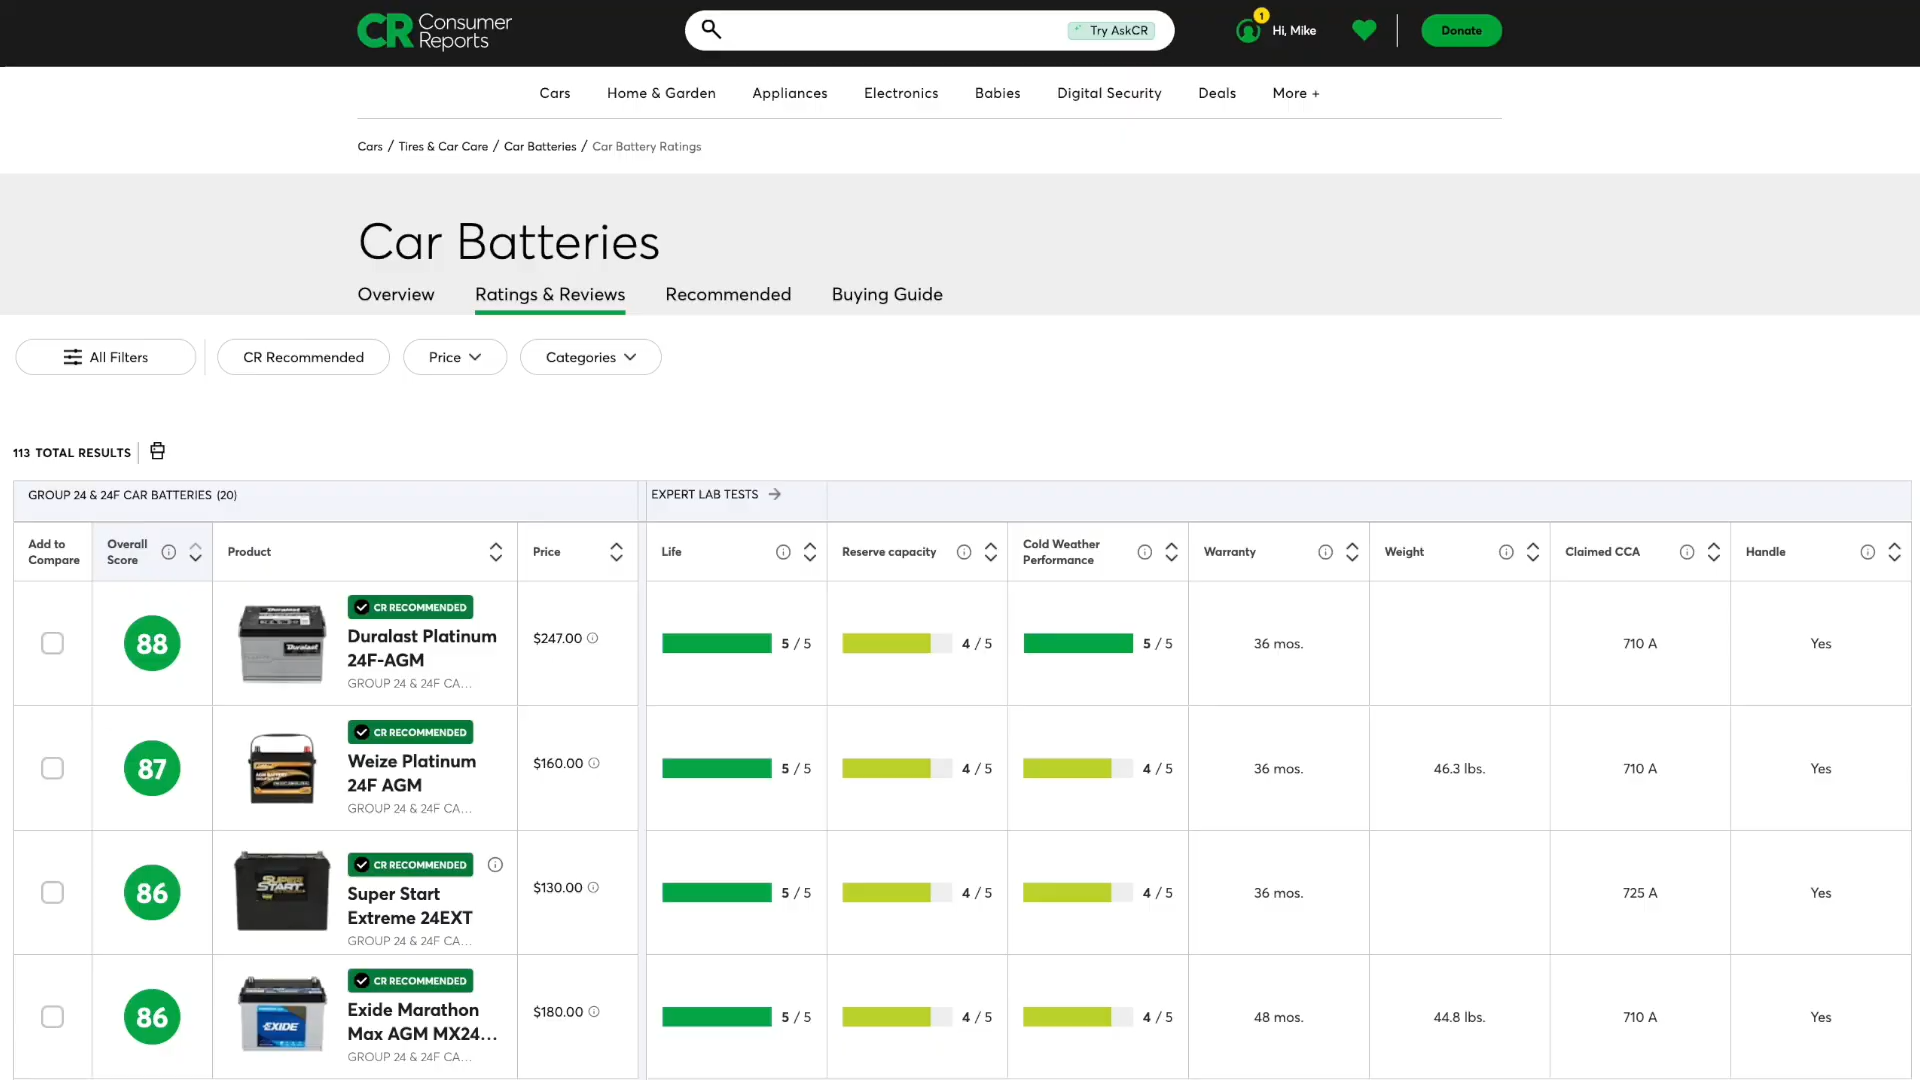 CR Consumer Reports
Try AskCR
1
Hi, Mike
Donate
Cars Home & Garden Appliances Electronics Babies Digital Security Deals More +
Cars / Tires & Car Care / Car Batteries / Car Battery Ratings
Car Batteries
Overview Ratings & Reviews Recommended Buying Guide
All Filters CR Recommended Price Categories
113 TOTAL RESULTS
GROUP 24 & 24F CAR BATTERIES (20) EXPERT LAB TESTS
Add to Compare Overall Score Product Price Life Reserve capacity Cold Weather Performance Warranty Weight Claimed CCA Handle
CR RECOMMENDED
88 Duralast Platinum $247.00 5 / 5 4 / 5 5 / 5 36 mos. 710 A Yes
24F-AGM
GROUP 24 & 24F CA...
CR RECOMMENDED
87 Weize Platinum $160.00 5 / 5 4 / 5 4 / 5 36 mos. 46.3 lbs. 710 A Yes
24F AGM
GROUP 24 & 24F CA...
CR RECOMMENDED
86 Super Start $130.00 5 / 5 4 / 5 4 / 5 36 mos. 725 A Yes
Extreme 24EXT
GROUP 24 & 24F CA...
CR RECOMMENDED
86 Exide Marathon $180.00 5 / 5 4 / 5 4 / 5 48 mos. 44.8 lbs. 710 A Yes
Max AGM MX24...
GROUP 24 & 24F CA...
Duralast
Duralast
SUPER START
EXIDE